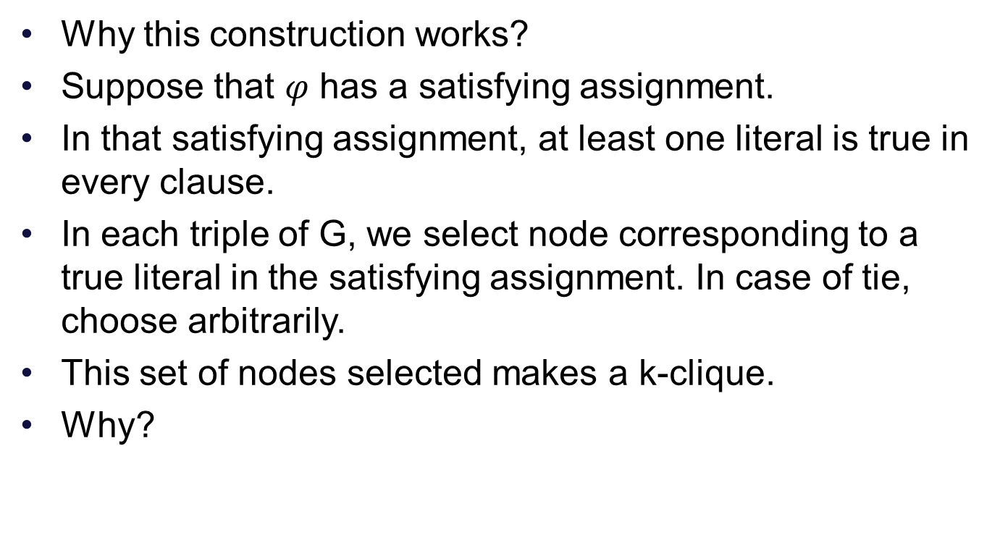 • Why this construction works?
• Suppose that 𝜑 has a satisfying assignment.
• In that satisfying assignment, at least one literal is true in
every clause.
• In each triple of G, we select node corresponding to a
true literal in the satisfying assignment. In case of tie,
choose arbitrarily.
• This set of nodes selected makes a k-clique.
• Why?